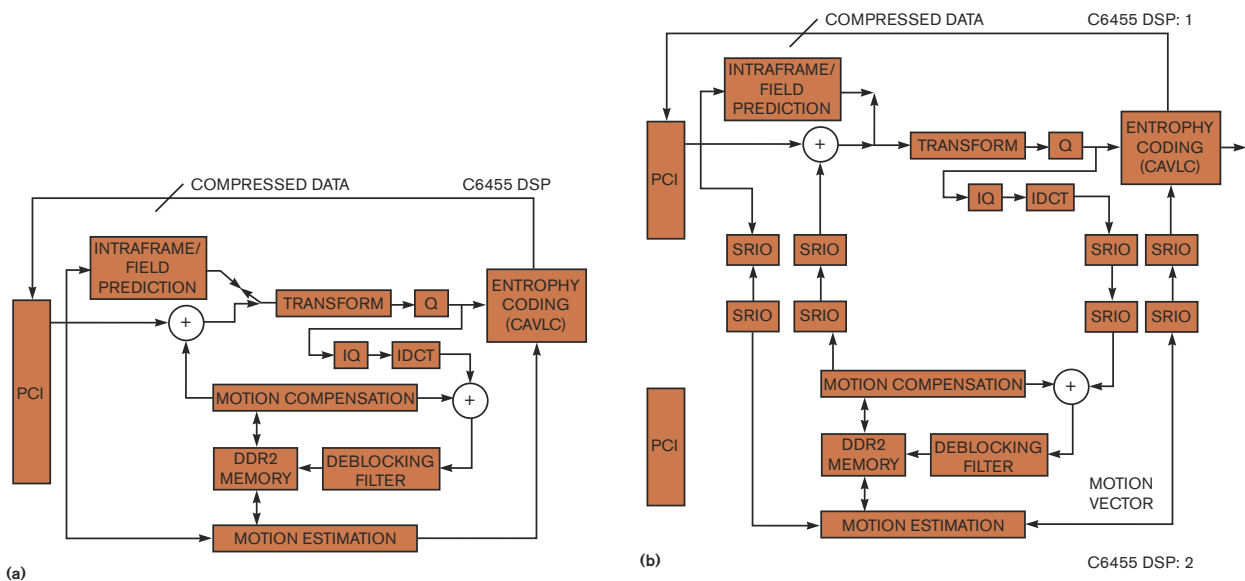 COMPRESSED DATA
C6455 DSP
INTRAFRAME/
FIELD
PREDICTION
PCI
+
TRANSFORM
Q
ENTROPHY
CODING
(CAVLC)
IQ
IDCT
MOTION COMPENSATION
+
DDR2
MEMORY
DEBLOCKING
FILTER
MOTION ESTIMATION
(a)
COMPRESSED DATA
C6455 DSP: 1
INTRAFRAME/
FIELD
PREDICTION
PCI
+
TRANSFORM
Q
ENTROPHY
CODING
(CAVLC)
IQ
IDCT
SRIO
SRIO
SRIO
SRIO
SRIO
SRIO
SRIO
SRIO
MOTION COMPENSATION
+
PCI
DDR2
MEMORY
DEBLOCKING
FILTER
MOTION
VECTOR
MOTION ESTIMATION
(b)
C6455 DSP: 2